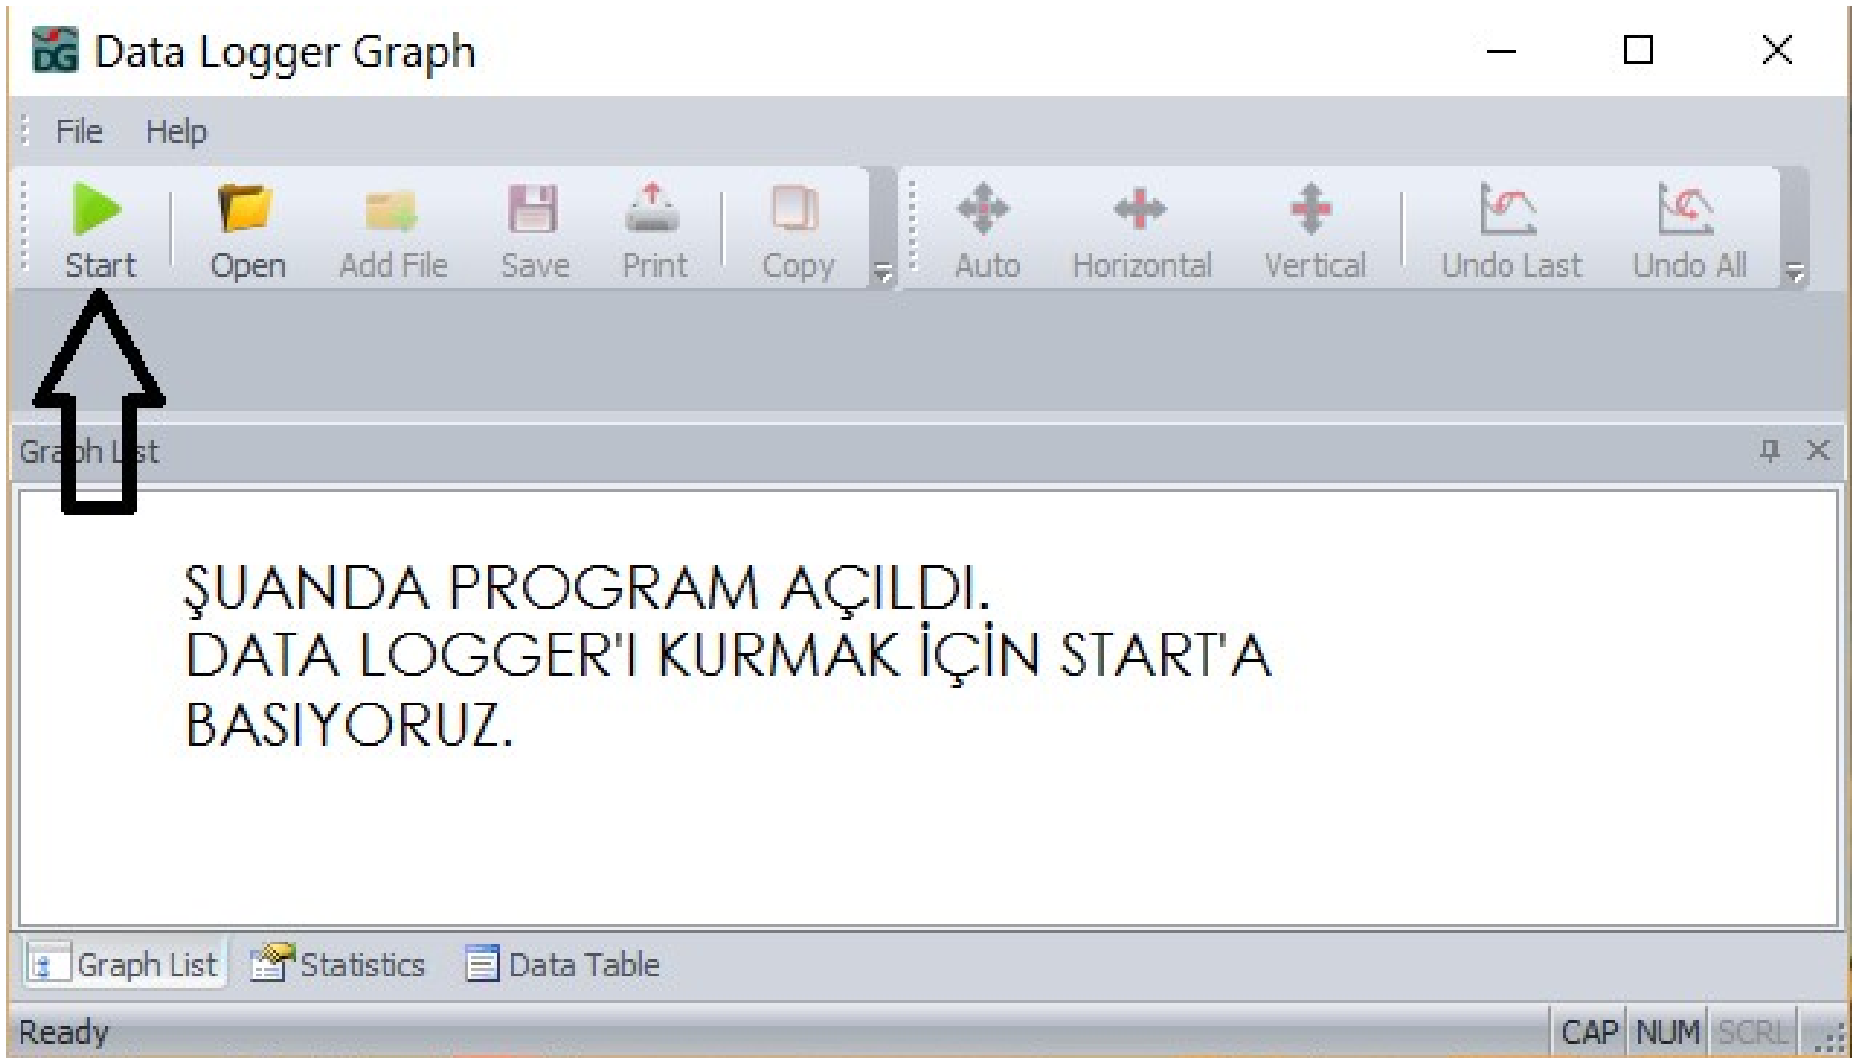 Data Logger Graph
File Help
Start Open Add File Save Print Copy Auto Horizontal Vertical Undo Last Undo All
Graph List
ŞUANDA PROGRAM AÇILDI.
DATA LOGGER'I KURMAK İÇİN START'A
BASIYORUZ.
Graph List Statistics Data Table
Ready CAP NUM SCRL